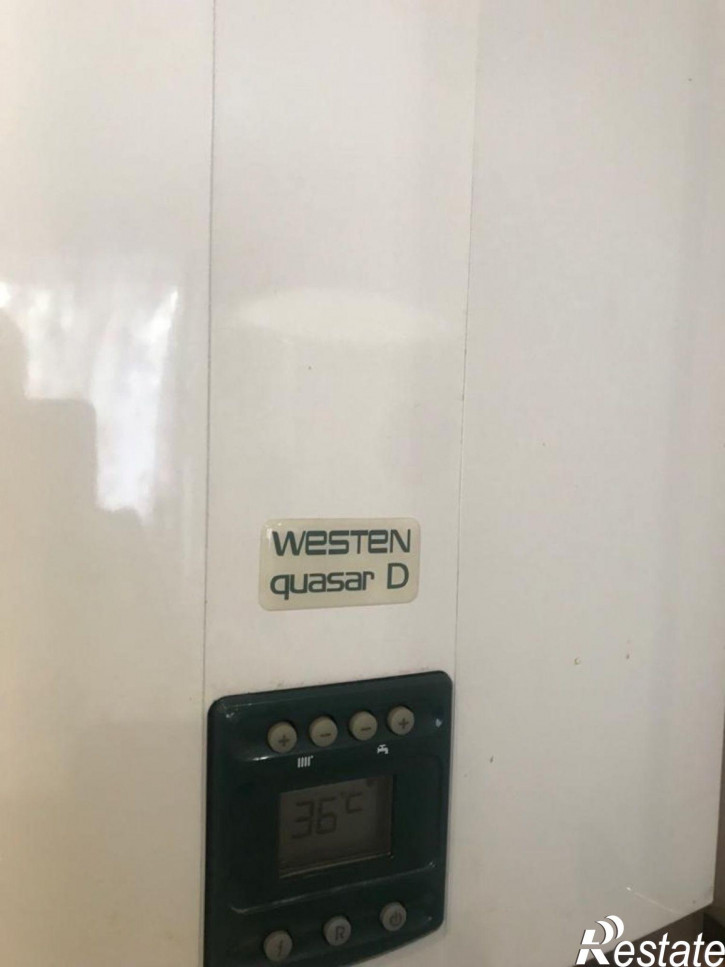 WESTEN
quasar D
+ - - +
36°C
i R
Restate